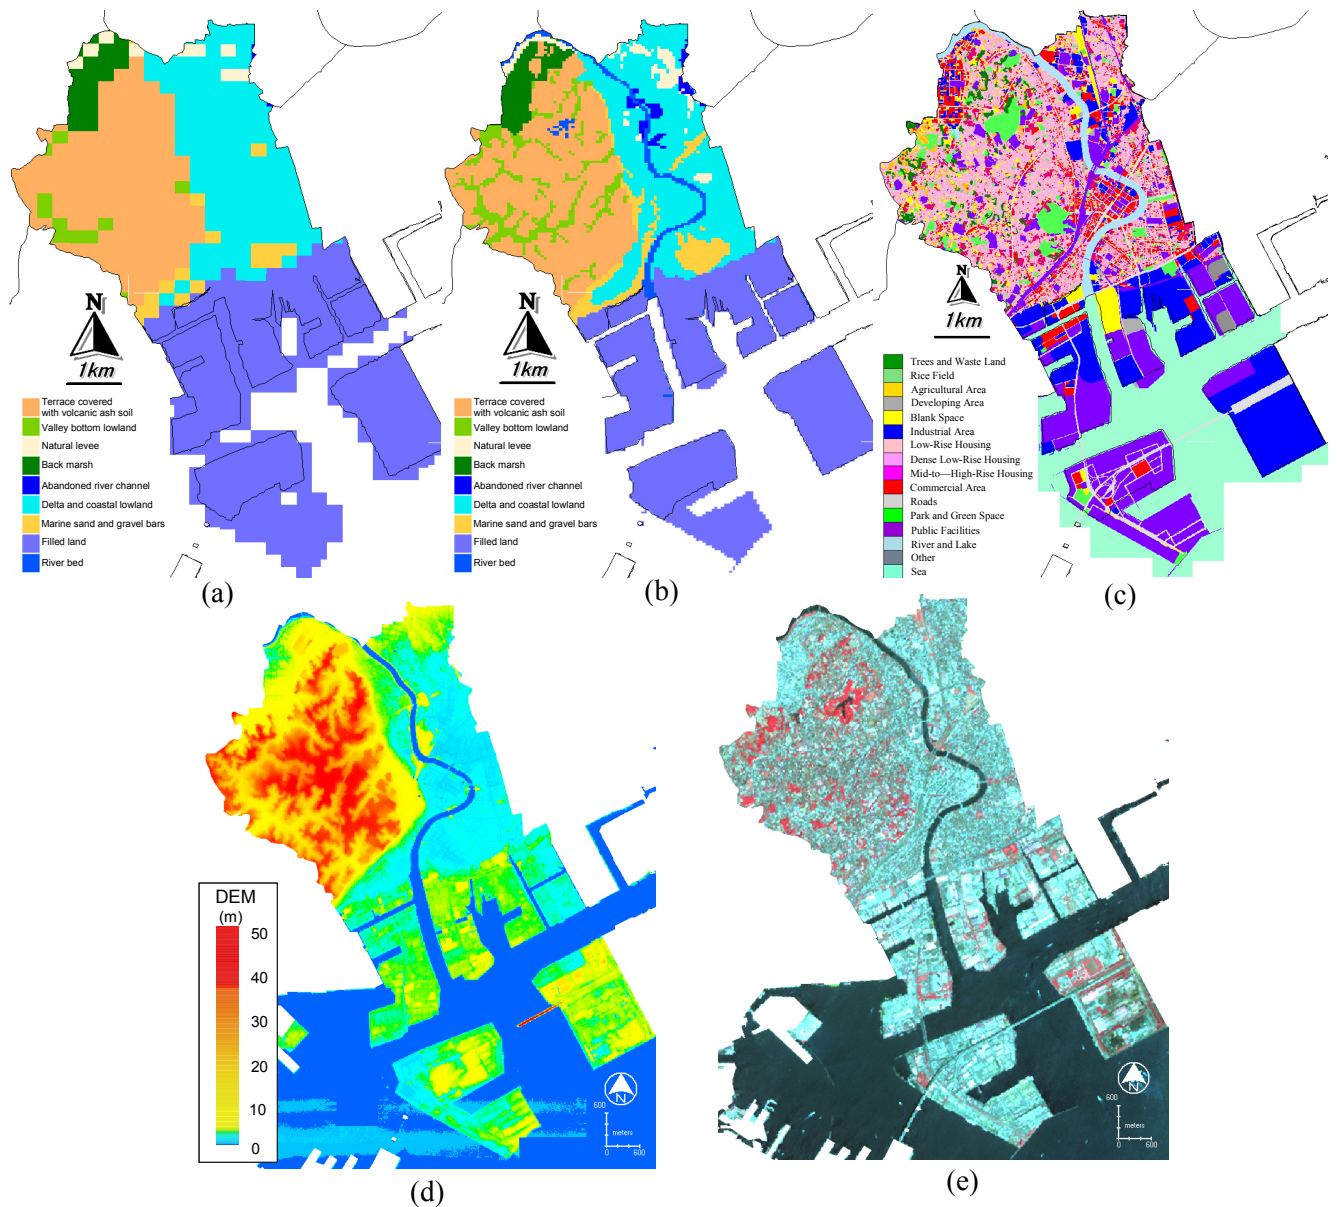 N
1km
Terrace covered
with volcanic ash soil
Valley bottom lowland
Natural levee
Back marsh
Abandoned river channel
Delta and coastal lowland
Marine sand and gravel bars
Filled land
River bed
(a)
N
1km
Terrace covered
with volcanic ash soil
Valley bottom lowland
Natural levee
Back marsh
Abandoned river channel
Delta and coastal lowland
Marine sand and gravel bars
Filled land
River bed
(b)
N
1km
Trees and Waste Land
Rice Field
Agricultural Area
Developing Area
Blank Space
Industrial Area
Low-Rise Housing
Dense Low-Rise Housing
Mid-to—High-Rise Housing
Commercial Area
Roads
Park and Green Space
Public Facilities
River and Lake
Other
Sea
(c)
DEM
(m)
50
40
30
20
10
0
N
600
meters
0 600
(d)
N
600
meters
0 600
(e)